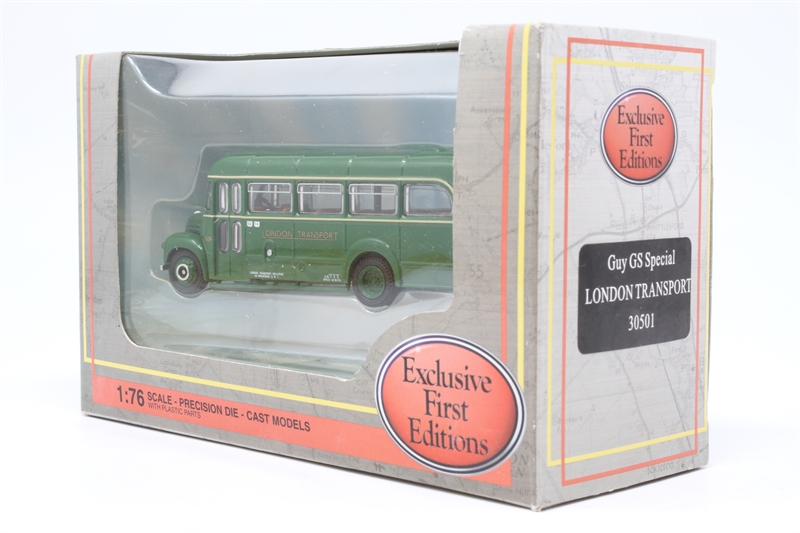 LONDON TRANSPORT
1:76 SCALE - PRECISION DIE - CAST MODELS
WITH PLASTIC PARTS
Exclusive
First
Editions
Exclusive
First
Editions
Guy GS Special
LONDON TRANSPORT
30501